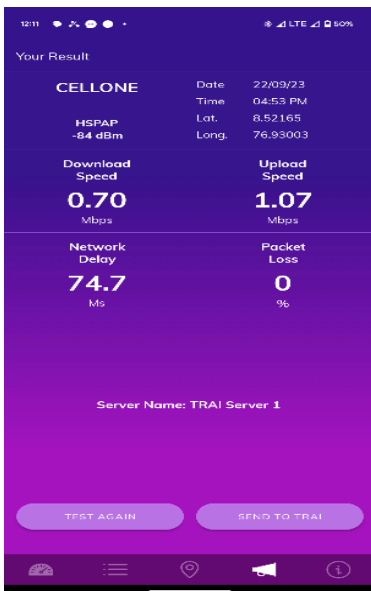 12:11 LTE 50%
Your Result
CELLONE
HSPAP
-84 dBm
Date 22/09/23
Time 04:53 PM
Lat. 8.52165
Long. 76.93003
Download
Speed
0.70
Mbps
Upload
Speed
1.07
Mbps
Network
Delay
74.7
Ms
Packet
Loss
0
%
Server Name: TRAI Server 1
TEST AGAIN
SEND TO TRAI